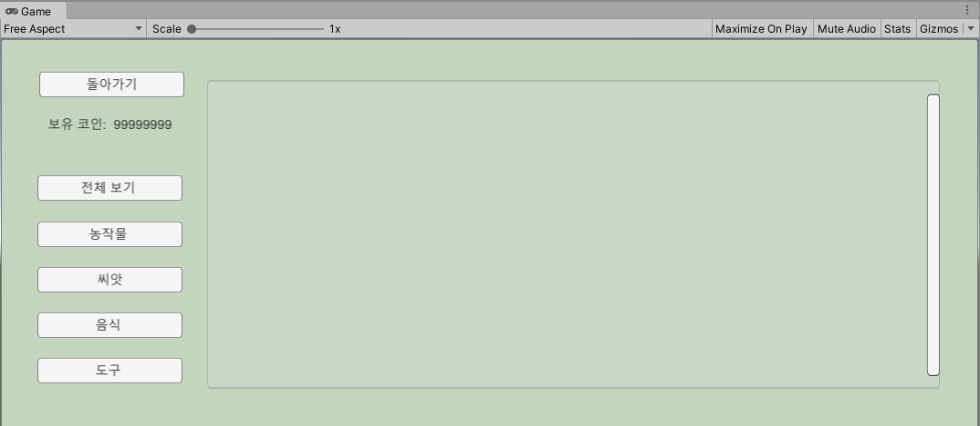 Game
Free Aspect Scale 1x Maximize On Play Mute Audio Stats Gizmos
돌아가기
보유 코인: 99999999
전체 보기
농작물
씨앗
음식
도구